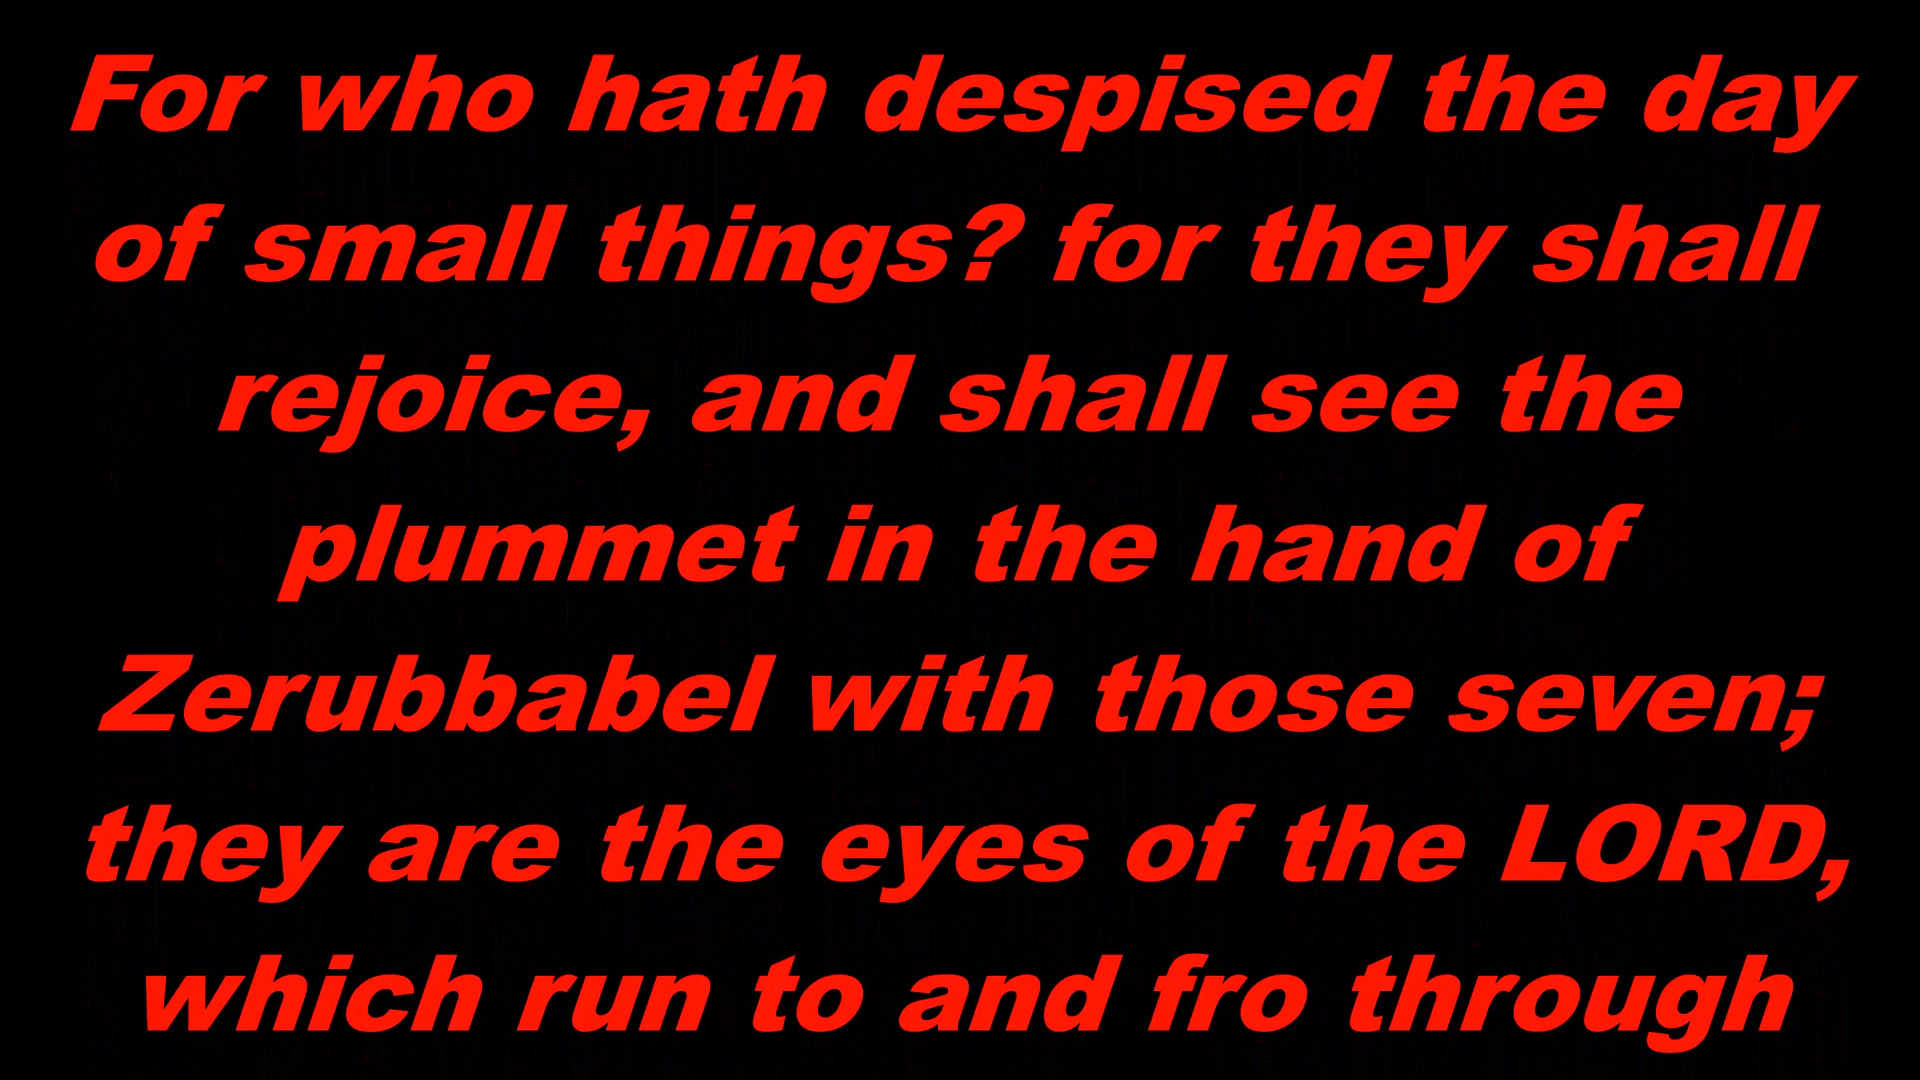 For who hath despised the day
of small things? for they shall
rejoice, and shall see the
plummet in the hand of
Zerubbabel with those seven;
they are the eyes of the LORD,
which run to and fro through